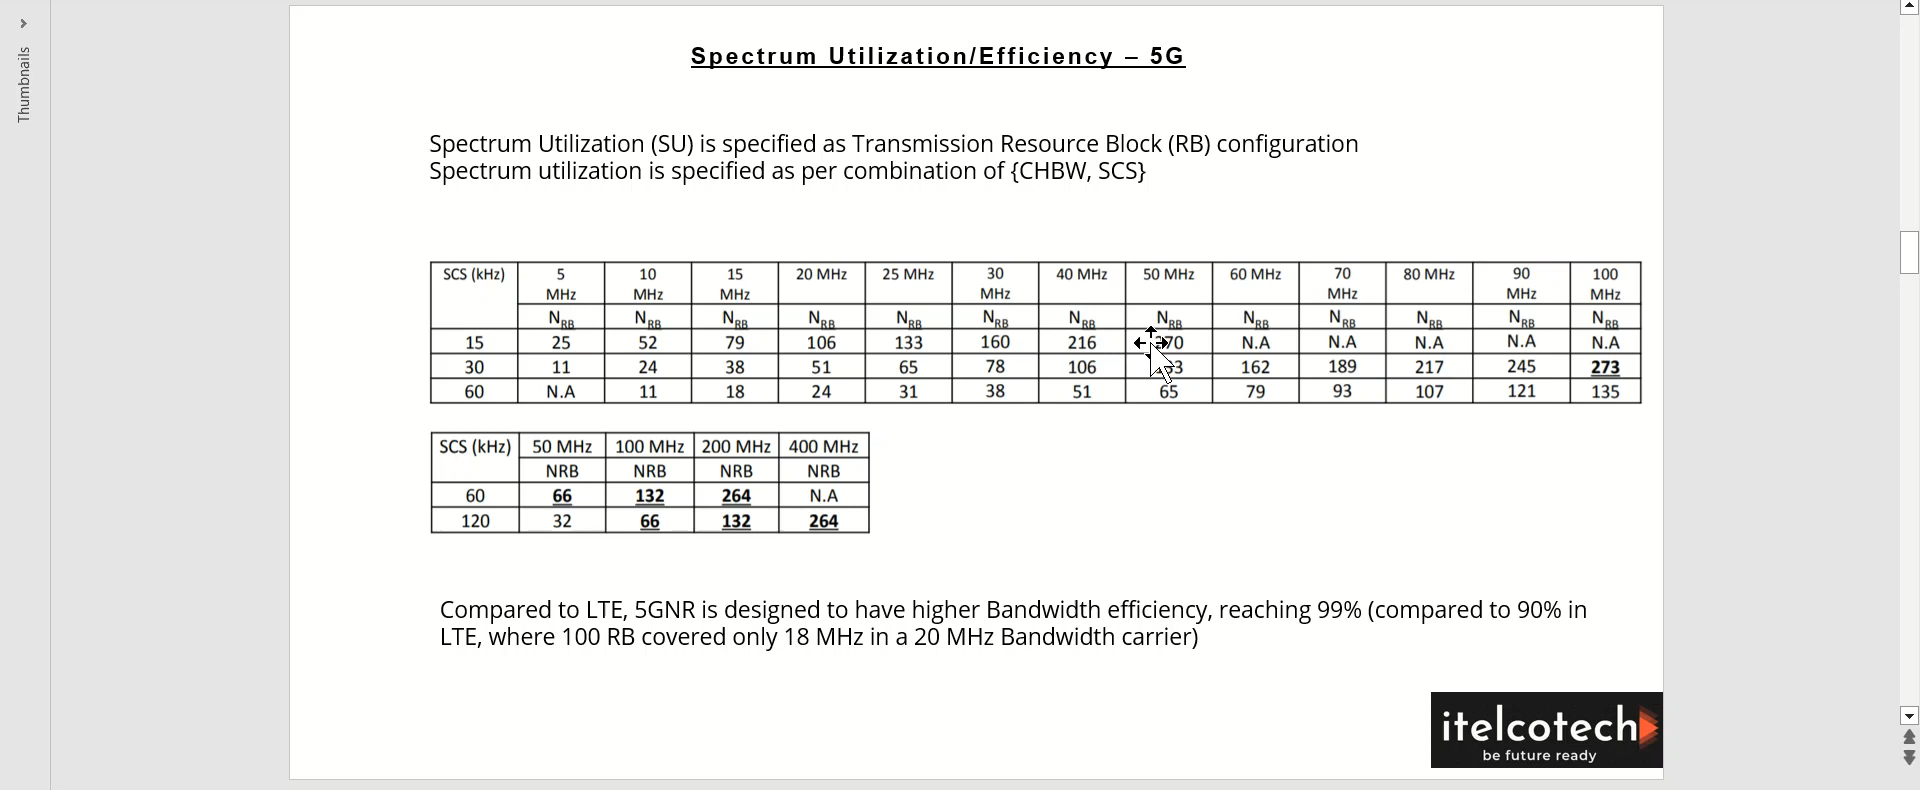 Thumbnails
Spectrum Utilization/Efficiency – 5G
Spectrum Utilization (SU) is specified as Transmission Resource Block (RB) configuration
Spectrum utilization is specified as per combination of {CHBW, SCS}
SCS (kHz) 5 MHz 10 MHz 15 MHz 20 MHz 25 MHz 30 MHz 40 MHz 50 MHz 60 MHz 70 MHz 80 MHz 90 MHz 100 MHz
NRB NRB NRB NRB NRB NRB NRB NRB NRB NRB NRB NRB NRB
15 25 52 79 106 133 160 216 N.A N.A N.A N.A N.A
30 11 24 38 51 65 78 106 162 189 217 245 273
60 N.A 11 18 24 31 38 51 65 79 93 107 121 135
SCS (kHz) 50 MHz 100 MHz 200 MHz 400 MHz
NRB NRB NRB NRB
60 66 132 264 N.A
120 32 66 132 264
Compared to LTE, 5GNR is designed to have higher Bandwidth efficiency, reaching 99% (compared to 90% in
LTE, where 100 RB covered only 18 MHz in a 20 MHz Bandwidth carrier)
itelcotech
be future ready